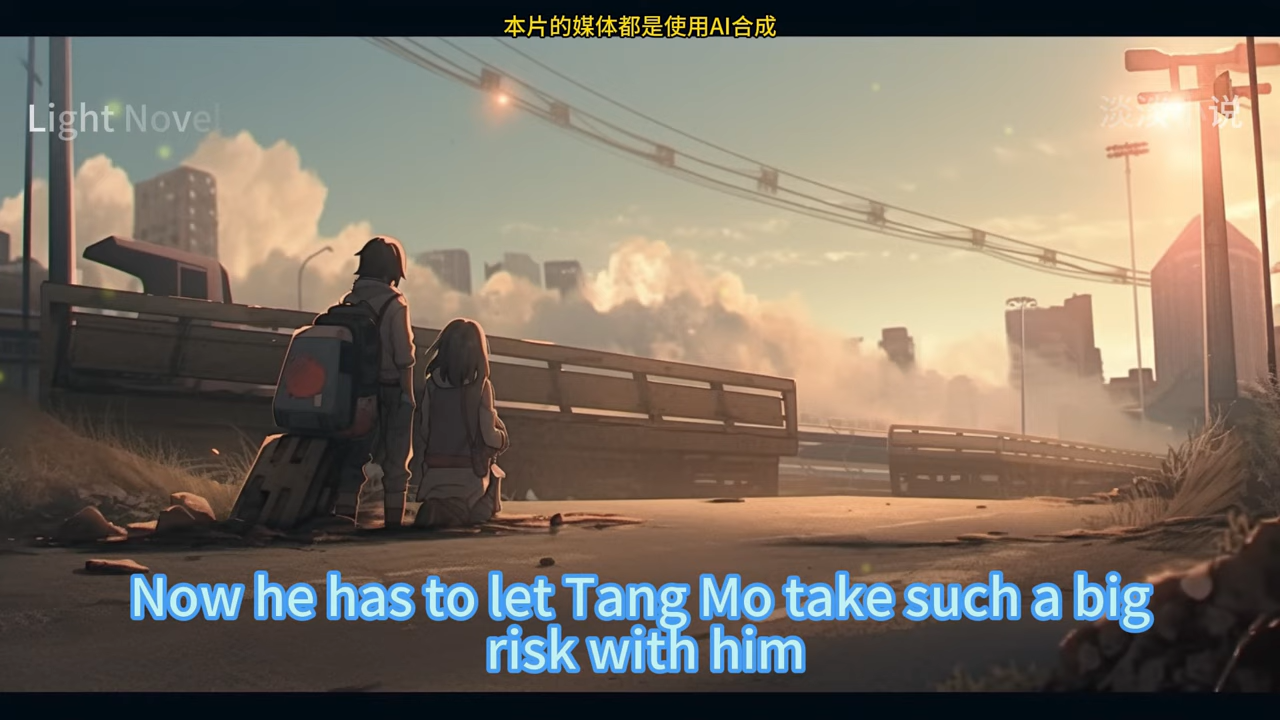 本片的媒体都是使用AI合成
Light Novel
说
Now he has to let Tang Mo take such a big
risk with him